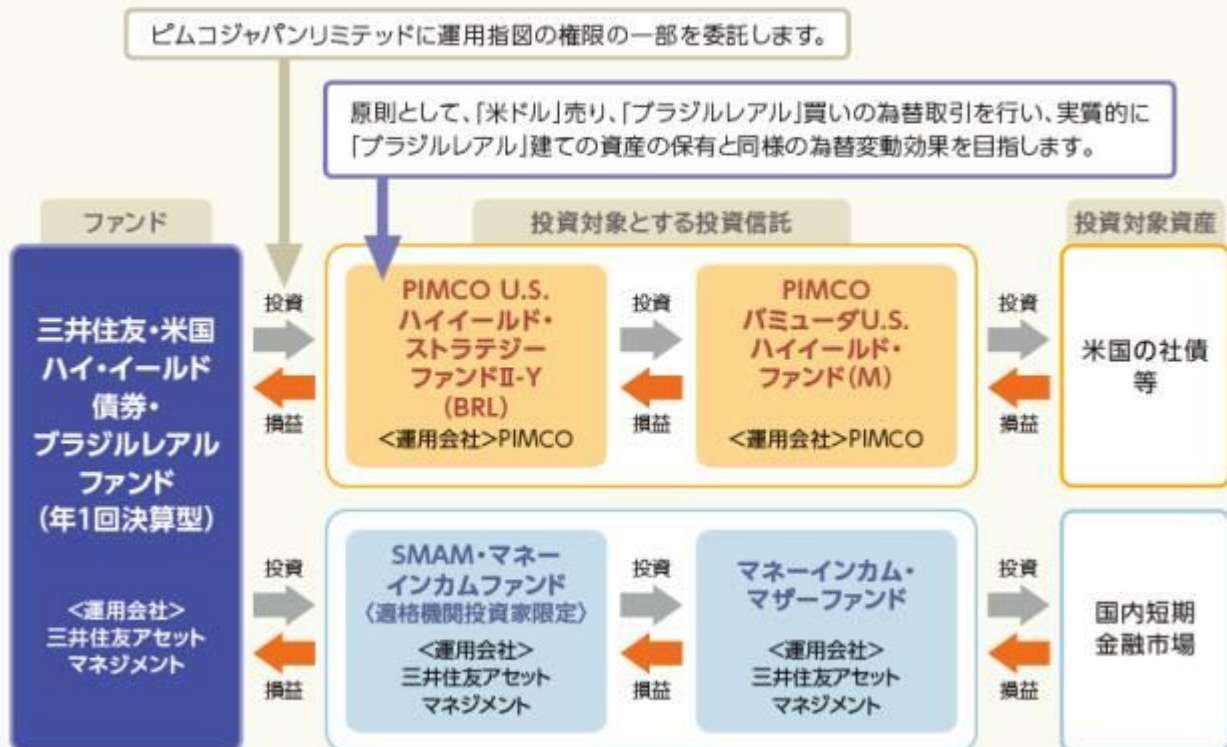 ピムコジャパンリミテッドに運用指図の権限の一部を委託します。
原則として、「米ドル」売り、「ブラジルレアル」買いの為替取引を行い、実質的に
「ブラジルレアル」建ての資産の保有と同様の為替変動効果を目指します。
ファンド
投資対象とする投資信託
投資対象資産
三井住友・米国
ハイ・イールド
債券・
ブラジルレアル
ファンド
(年1回決算型)
<運用会社>
三井住友アセット
マネジメント
投資
損益
PIMCO U.S.
ハイイールド・
ストラテジー
ファンドⅡ-Y
(BRL)
<運用会社>PIMCO
投資
損益
PIMCO
バミューダU.S.
ハイイールド・
ファンド(M)
<運用会社>PIMCO
投資
損益
米国の社債
等
投資
損益
SMAM・マネー
インカムファンド
〈適格機関投資家限定〉
<運用会社>
三井住友アセット
マネジメント
投資
損益
マネーインカム・
マザーファンド
<運用会社>
三井住友アセット
マネジメント
投資
損益
国内短期
金融市場